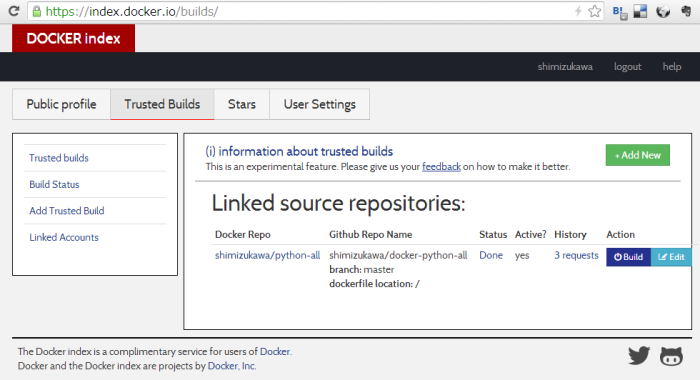 https://index.docker.io/builds/
B!
DOCKER index
shimizukawa logout help
Public profile Trusted Builds Stars User Settings
Trusted builds
Build Status
Add Trusted Build
Linked Accounts
(i) information about trusted builds
This is an experimental feature. Please give us your feedback on how to make it better.
+ Add New
Linked source repositories:
Docker Repo Github Repo Name Status Active? History Action
shimizukawa/python-all shimizukawa/docker-python-all Done yes 3 requests Build Edit
branch: master
dockerfile location: /
The Docker index is a complimentary service for users of Docker.
Docker and the Docker index are projects by Docker, Inc.